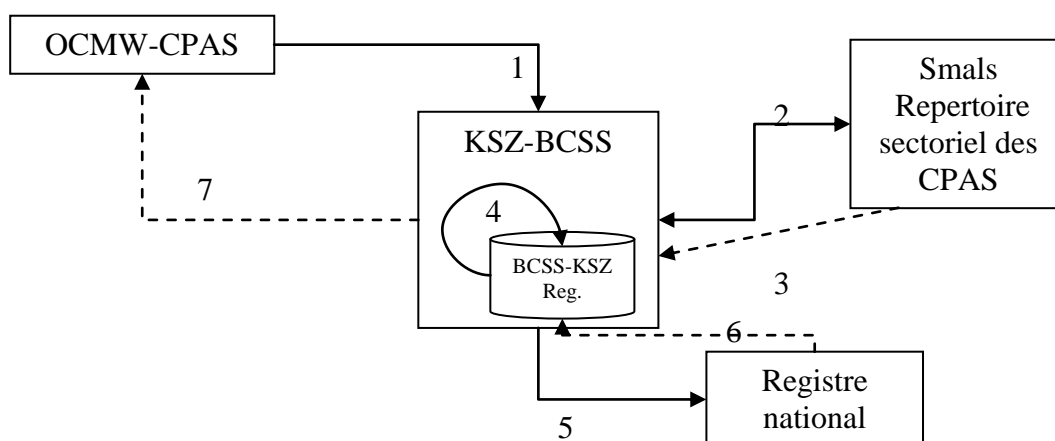 OCMW-CPAS
1
Smals
Repertoire
sectoriel des
CPAS
2
KSZ-BCSS
7
4
BCSS-KSZ
Reg.
3
6
Registre
national
5